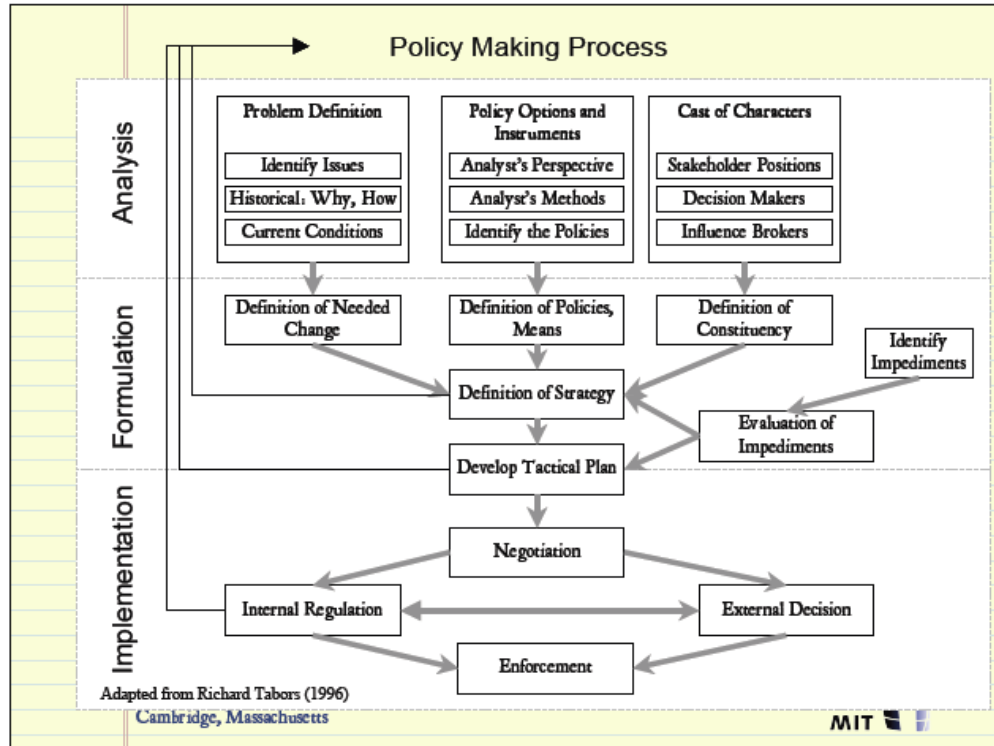 Policy Making Process
Analysis
Problem Definition
Identify Issues
Historical: Why, How
Current Conditions
Policy Options and
Instruments
Analyst's Perspective
Analyst's Methods
Identify the Policies
Cast of Characters
Stakeholder Positions
Decision Makers
Influence Brokers
Formulation
Definition of Needed
Change
Definition of Policies,
Means
Definition of
Constituency
Identify
Impediments
Definition of Strategy
Evaluation of
Impediments
Develop Tactical Plan
Implementation
Negotiation
Internal Regulation
External Decision
Enforcement
Adapted from Richard Tabors (1996)
Cambridge, Massachusetts
MIT